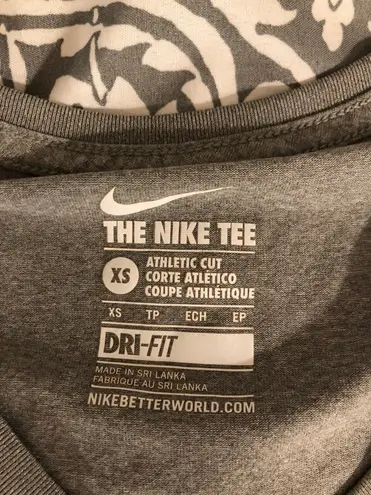 THE NIKE TEE
XS
ATHLETIC CUT
CORTE ATLÉTICO
COUPE ATHLÉTIQUE
XS TP ECH EP
DRI-FIT
MADE IN SRI LANKA
FABRIQUE AU SRI LANKA
NIKEBETTERWORLD.COM